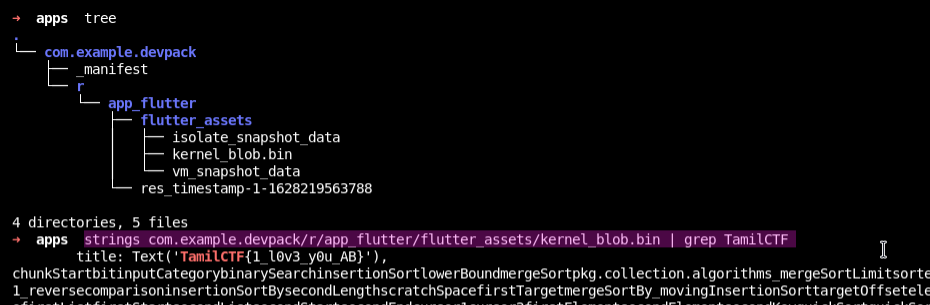 → apps tree
.
└── com.example.devpack
├── _manifest
└── r
└── app_flutter
├── flutter_assets
│ ├── isolate_snapshot_data
│ ├── kernel_blob.bin
│ └── vm_snapshot_data
└── res_timestamp-1-1628219563788
4 directories, 5 files
→ apps strings com.example.devpack/r/app_flutter/flutter_assets/kernel_blob.bin | grep TamilCTF
title: Text('TamilCTF{1_l0v3_y0u_AB}'),
chunkStartbitinputCategorybinarySearchinsertionSortlowerBoundmergeSortpkg.collection.algorithms_mergeSortLimitsorte
1_reversecomparisoninsertionSortBysecondLengthscratchSpacefirstTargetmergeSortBy_movingInsertionSorttargetOffsetele